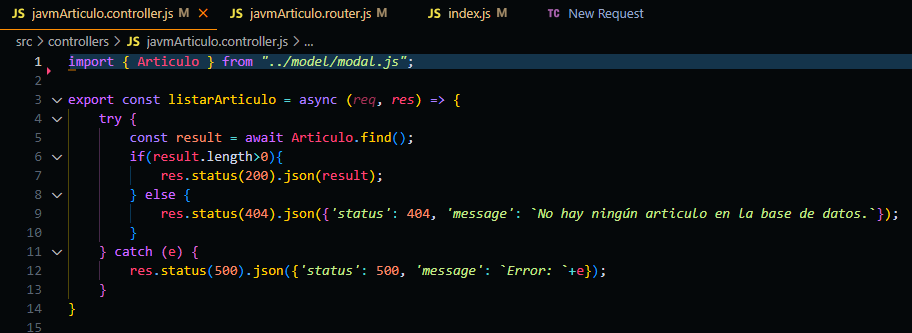 JS javmArticulo.controller.js M × JS javmArticulo.router.js M JS index.js M TC New Request
src > controllers > JS javmArticulo.controller.js > ...
1 import { Articulo } from "../model/modal.js";
2
3 export const listarArticulo = async (req, res) => {
4     try {
5         const result = await Articulo.find();
6         if(result.length>0){
7             res.status(200).json(result);
8         } else {
9             res.status(404).json({'status': 404, 'message': `No hay ningún articulo en la base de datos.`});
10         }
11     } catch (e) {
12         res.status(500).json({'status': 500, 'message': `Error: `+e});
13     }
14 }
15